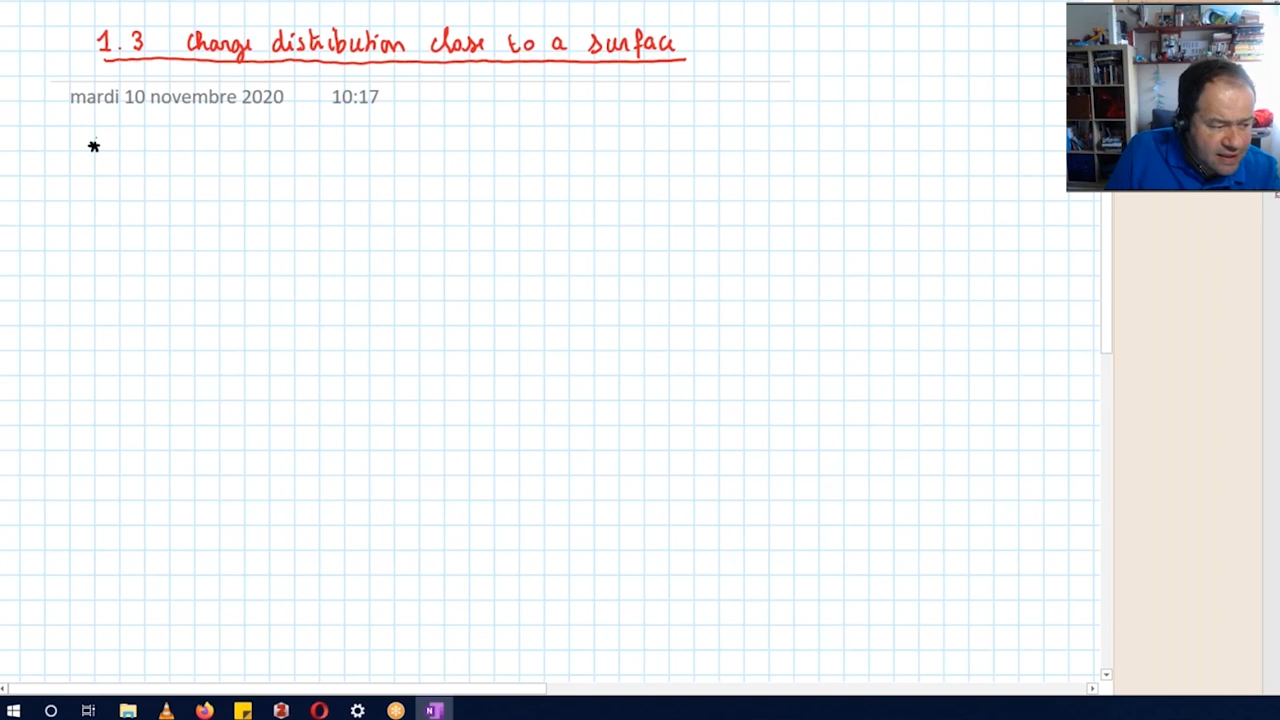 1.3 Charge distribution close to a surface
mardi 10 novembre 2020 10:17
*